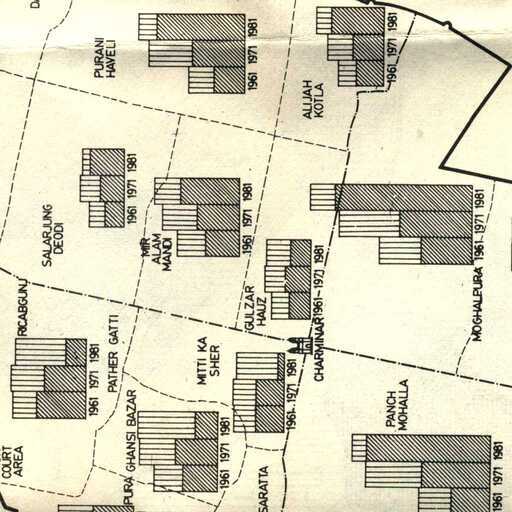 COURT
AREA
RICABGUNJ
1961 1971 1981
SALARJUNG
DEODI
1961 1971 1981
PATHER GATTI
PURANI
HAVELI
1961 1971 1981
PURA
GHANSI BAZAR
1961 1971 1981
MIR
ALAM
MANDI
1961 1971 1981
MITTI KA
SHER
1961 1971 1981
GULZAR
HAUZ
1961 1971 1981
SARATTA
CHARMINAR
ALIJAH
KOTLA
1961 1971 1981
PANCH
MOHALLA
1961 1971 1981
MOGHALPURA
1961 1971 1981